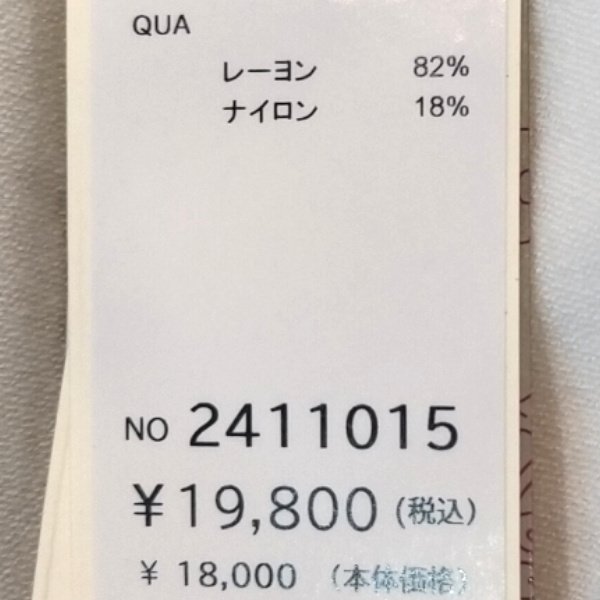 QUA
レーヨン 82%
ナイロン 18%
NO 2411015
¥19,800 (税込)
¥ 18,000 (本体価格)